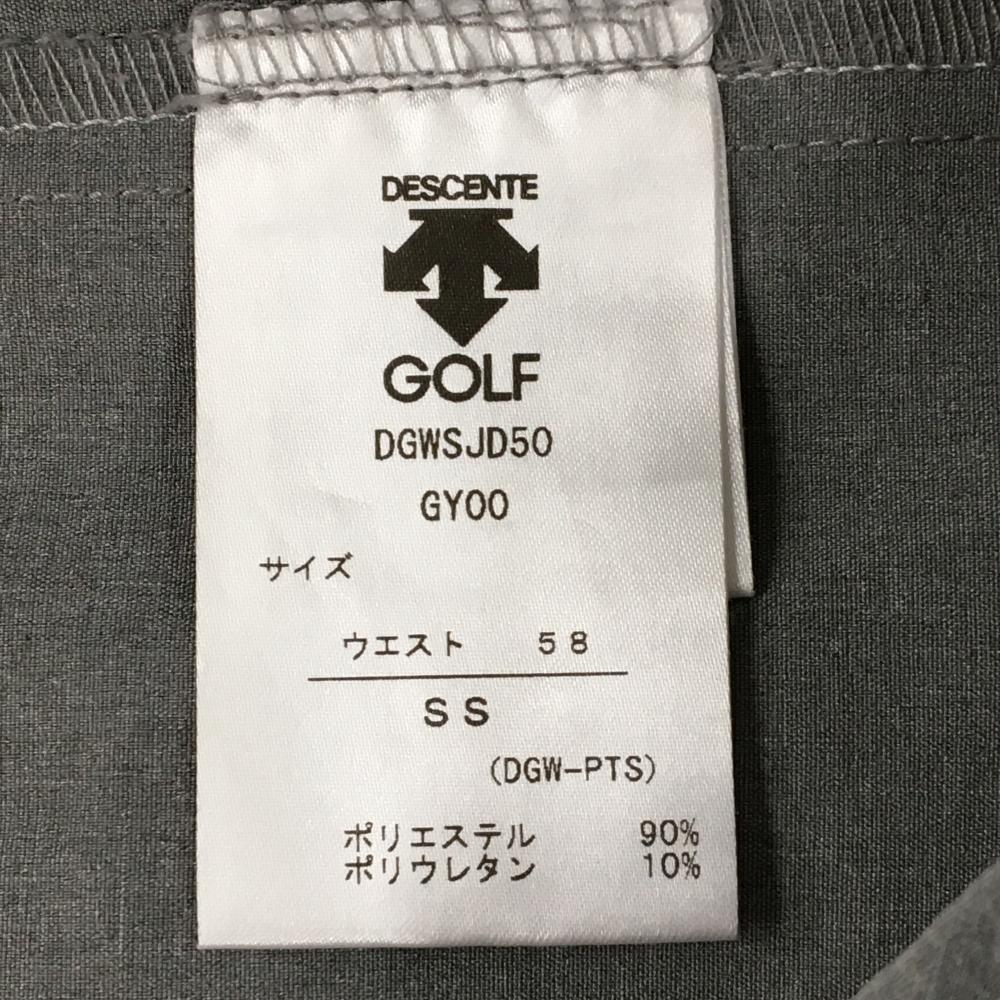 DESCENTE
GOLF
DGWSJD50
GY00
サイズ
ウエスト 58
SS
(DGW-PTS)
ポリエステル 90%
ポリウレタン 10%